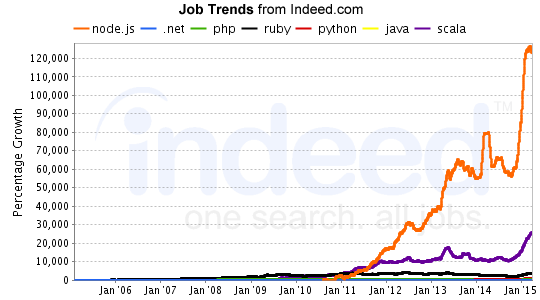 Job Trends from Indeed.com
node.js .net php ruby python java scala
Percentage Growth
120,000
110,000
100,000
90,000
80,000
70,000
60,000
50,000
40,000
30,000
20,000
10,000
0
indeed™
one search. all jobs.
Jan'06 Jan'07 Jan'08 Jan'09 Jan'10 Jan'11 Jan'12 Jan'13 Jan'14 Jan'15